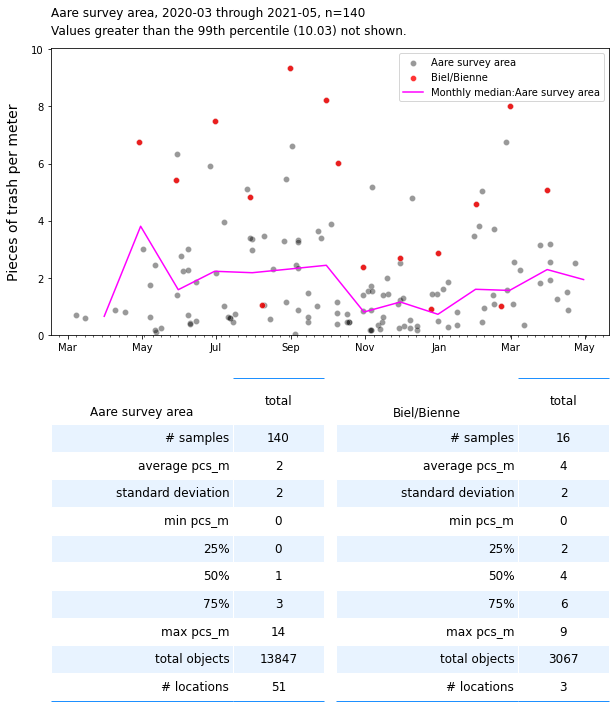 Aare survey area, 2020-03 through 2021-05, n=140
Values greater than the 99th percentile (10.03) not shown.
Pieces of trash per meter
10
8
6
4
2
0
Aare survey area
Biel/Bienne
Monthly median:Aare survey area
Mar May Jul Sep Nov Jan Mar May
Aare survey area total
# samples 140
average pcs_m 2
standard deviation 2
min pcs_m 0
25% 0
50% 1
75% 3
max pcs_m 14
total objects 13847
# locations 51
Biel/Bienne total
# samples 16
average pcs_m 4
standard deviation 2
min pcs_m 0
25% 2
50% 4
75% 6
max pcs_m 9
total objects 3067
# locations 3